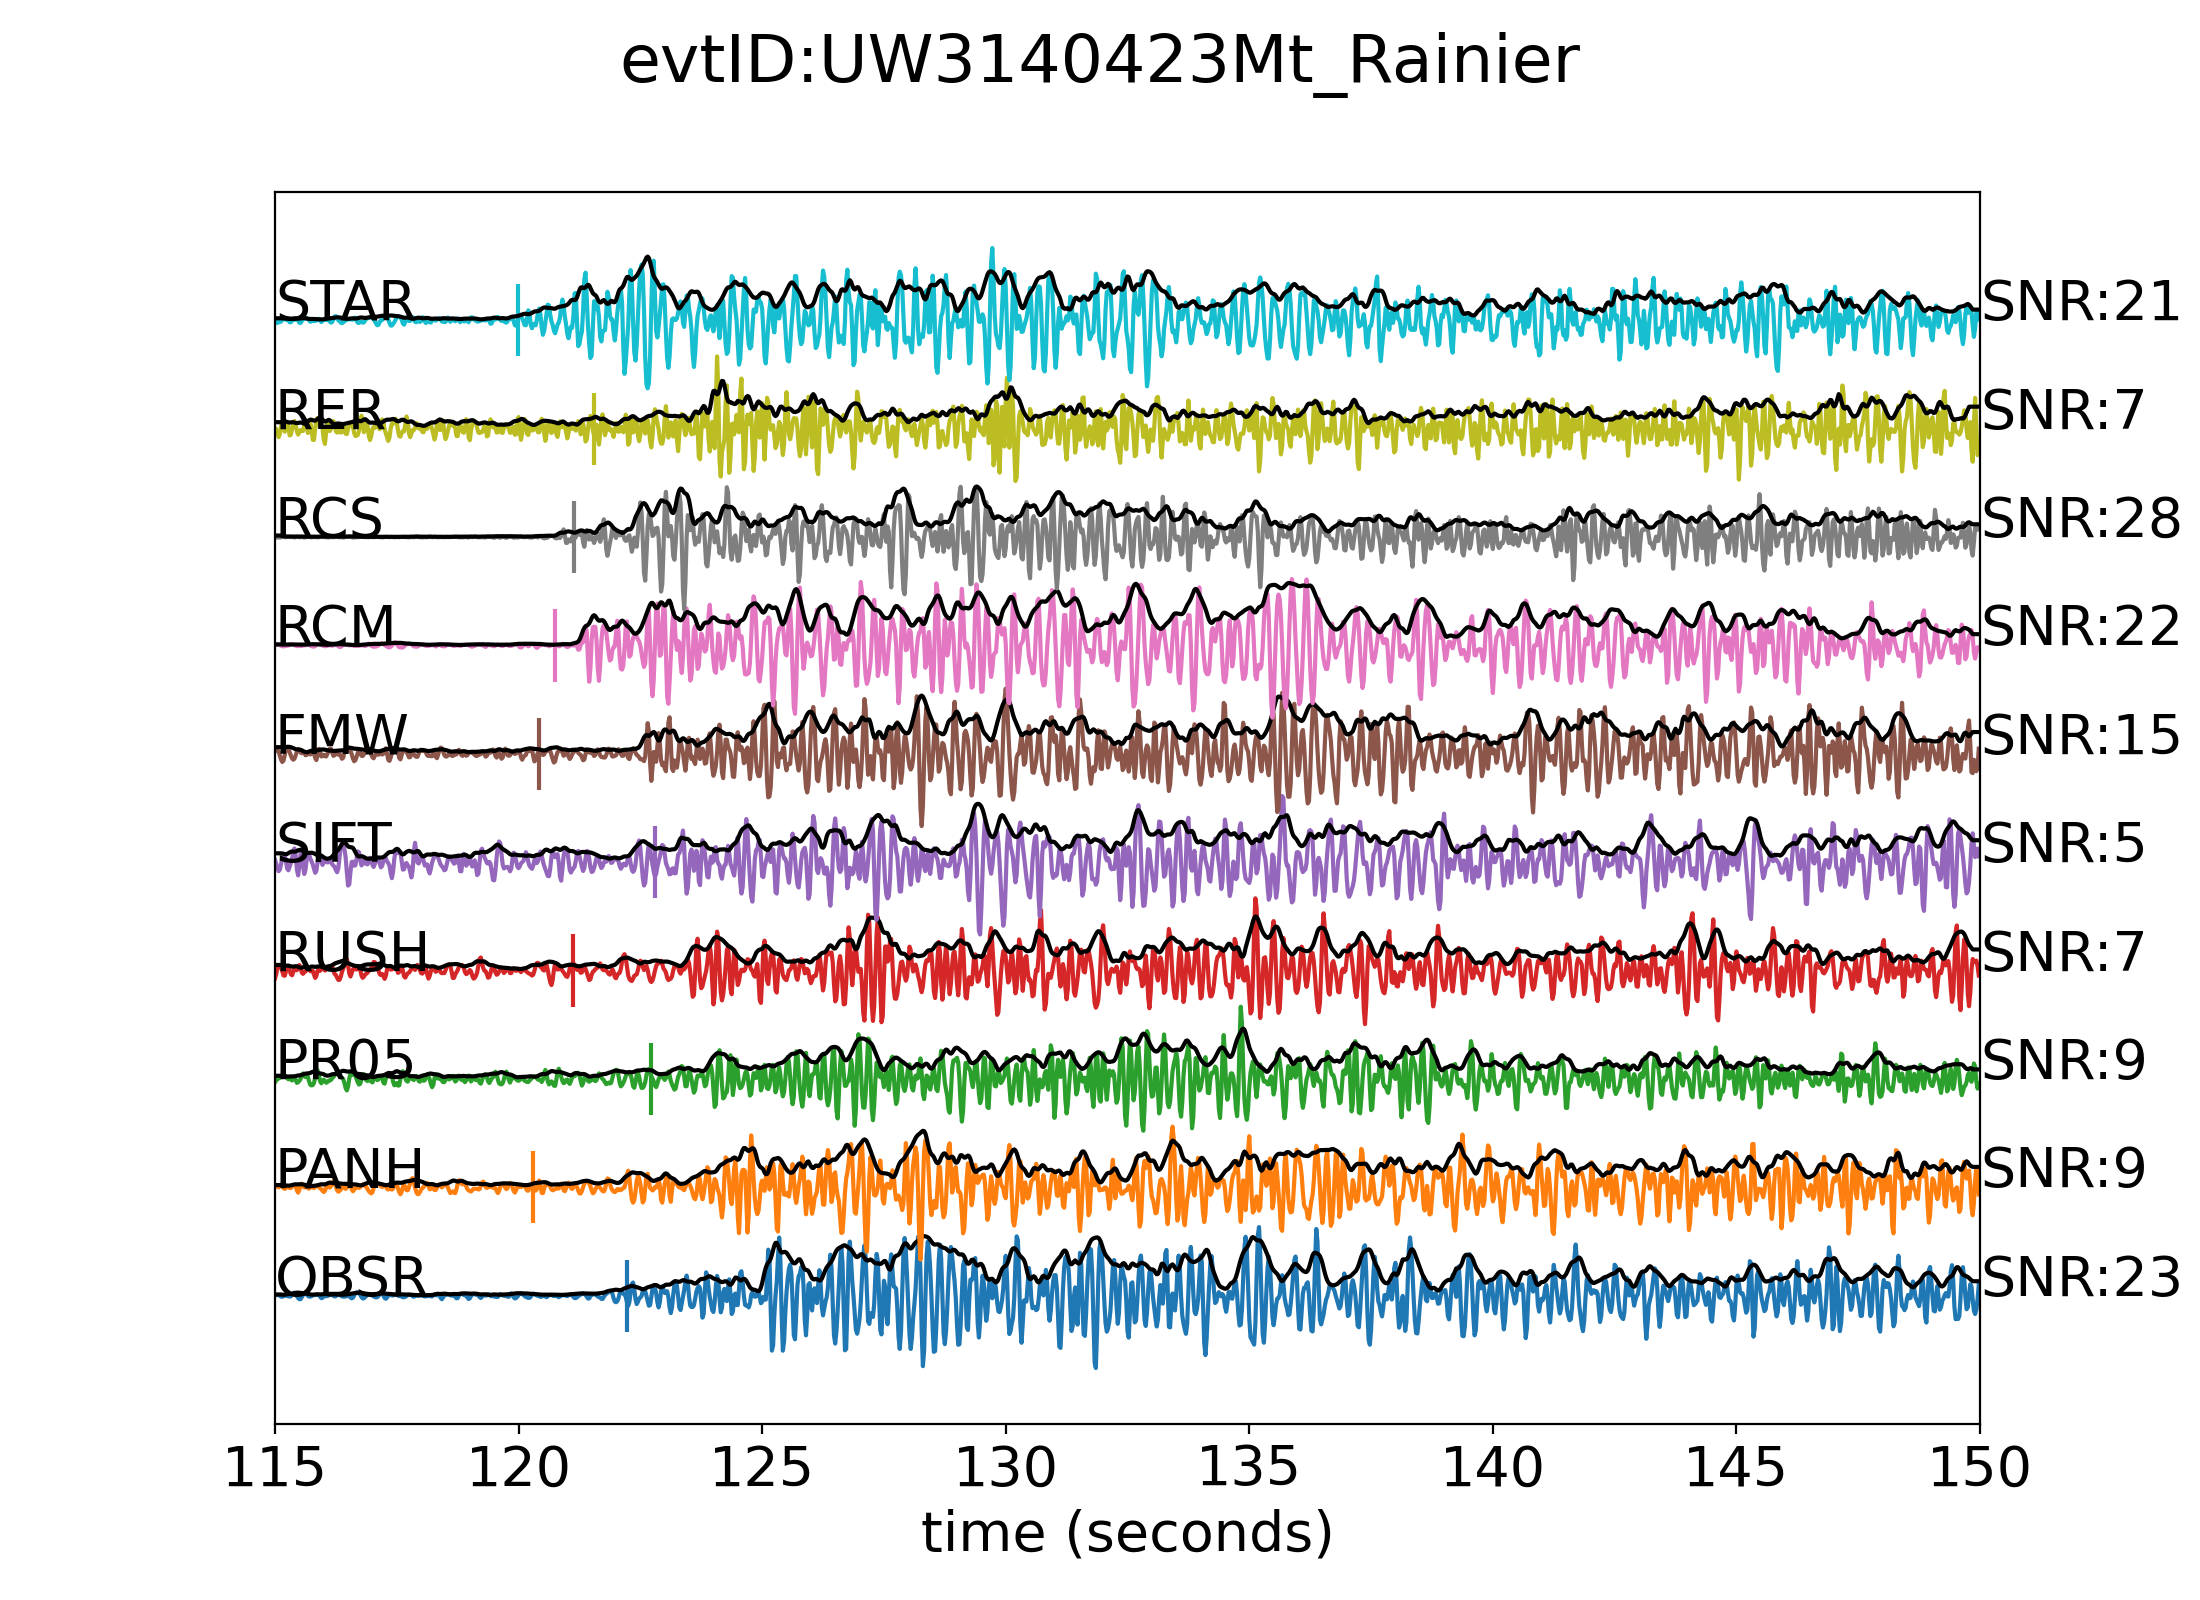 evtID:UW3140423Mt_Rainier
STAR SNR:21
RER SNR:7
RCS SNR:28
RCM SNR:22
FMW SNR:15
SIFT SNR:5
RUSH SNR:7
PR05 SNR:9
PANH SNR:9
OBSR SNR:23
115 120 125 130 135 140 145 150
time (seconds)